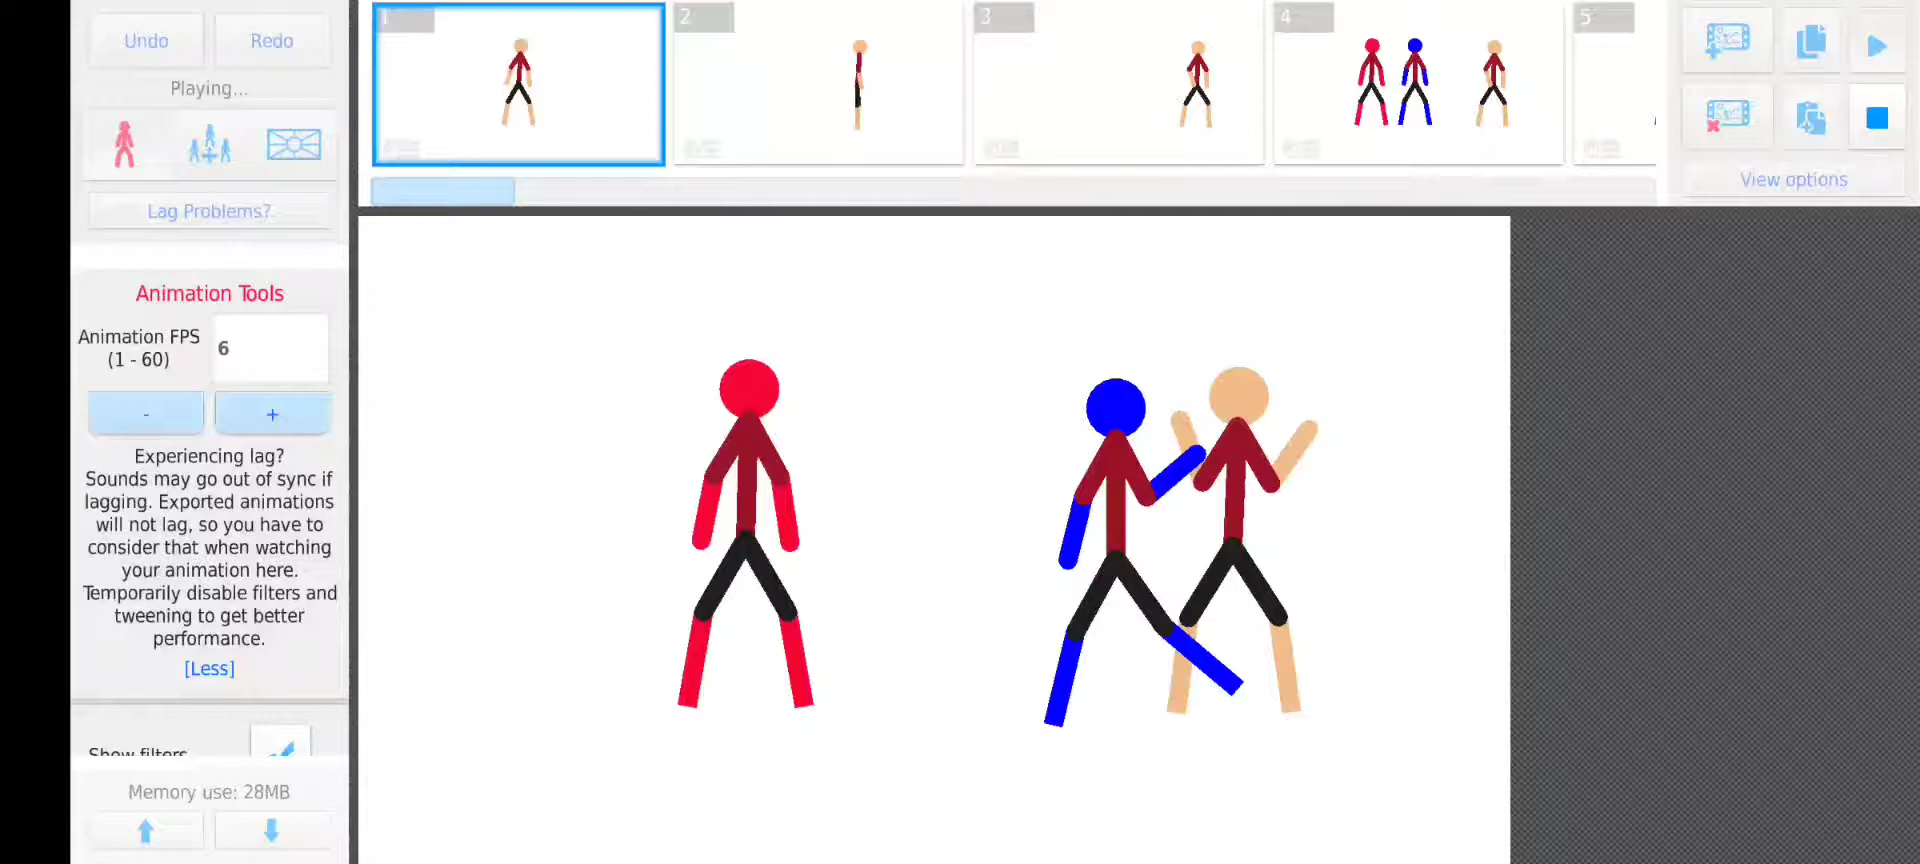 Undo
Redo
Playing...
Lag Problems?
Animation Tools
Animation FPS
(1 - 60)
6
-
+
Experiencing lag?
Sounds may go out of sync if
lagging. Exported animations
will not lag, so you have to
consider that when watching
your animation here.
Temporarily disable filters and
tweening to get better
performance.
[Less]
Show filters
Memory use: 28MB
1
2
3
4
5
View options